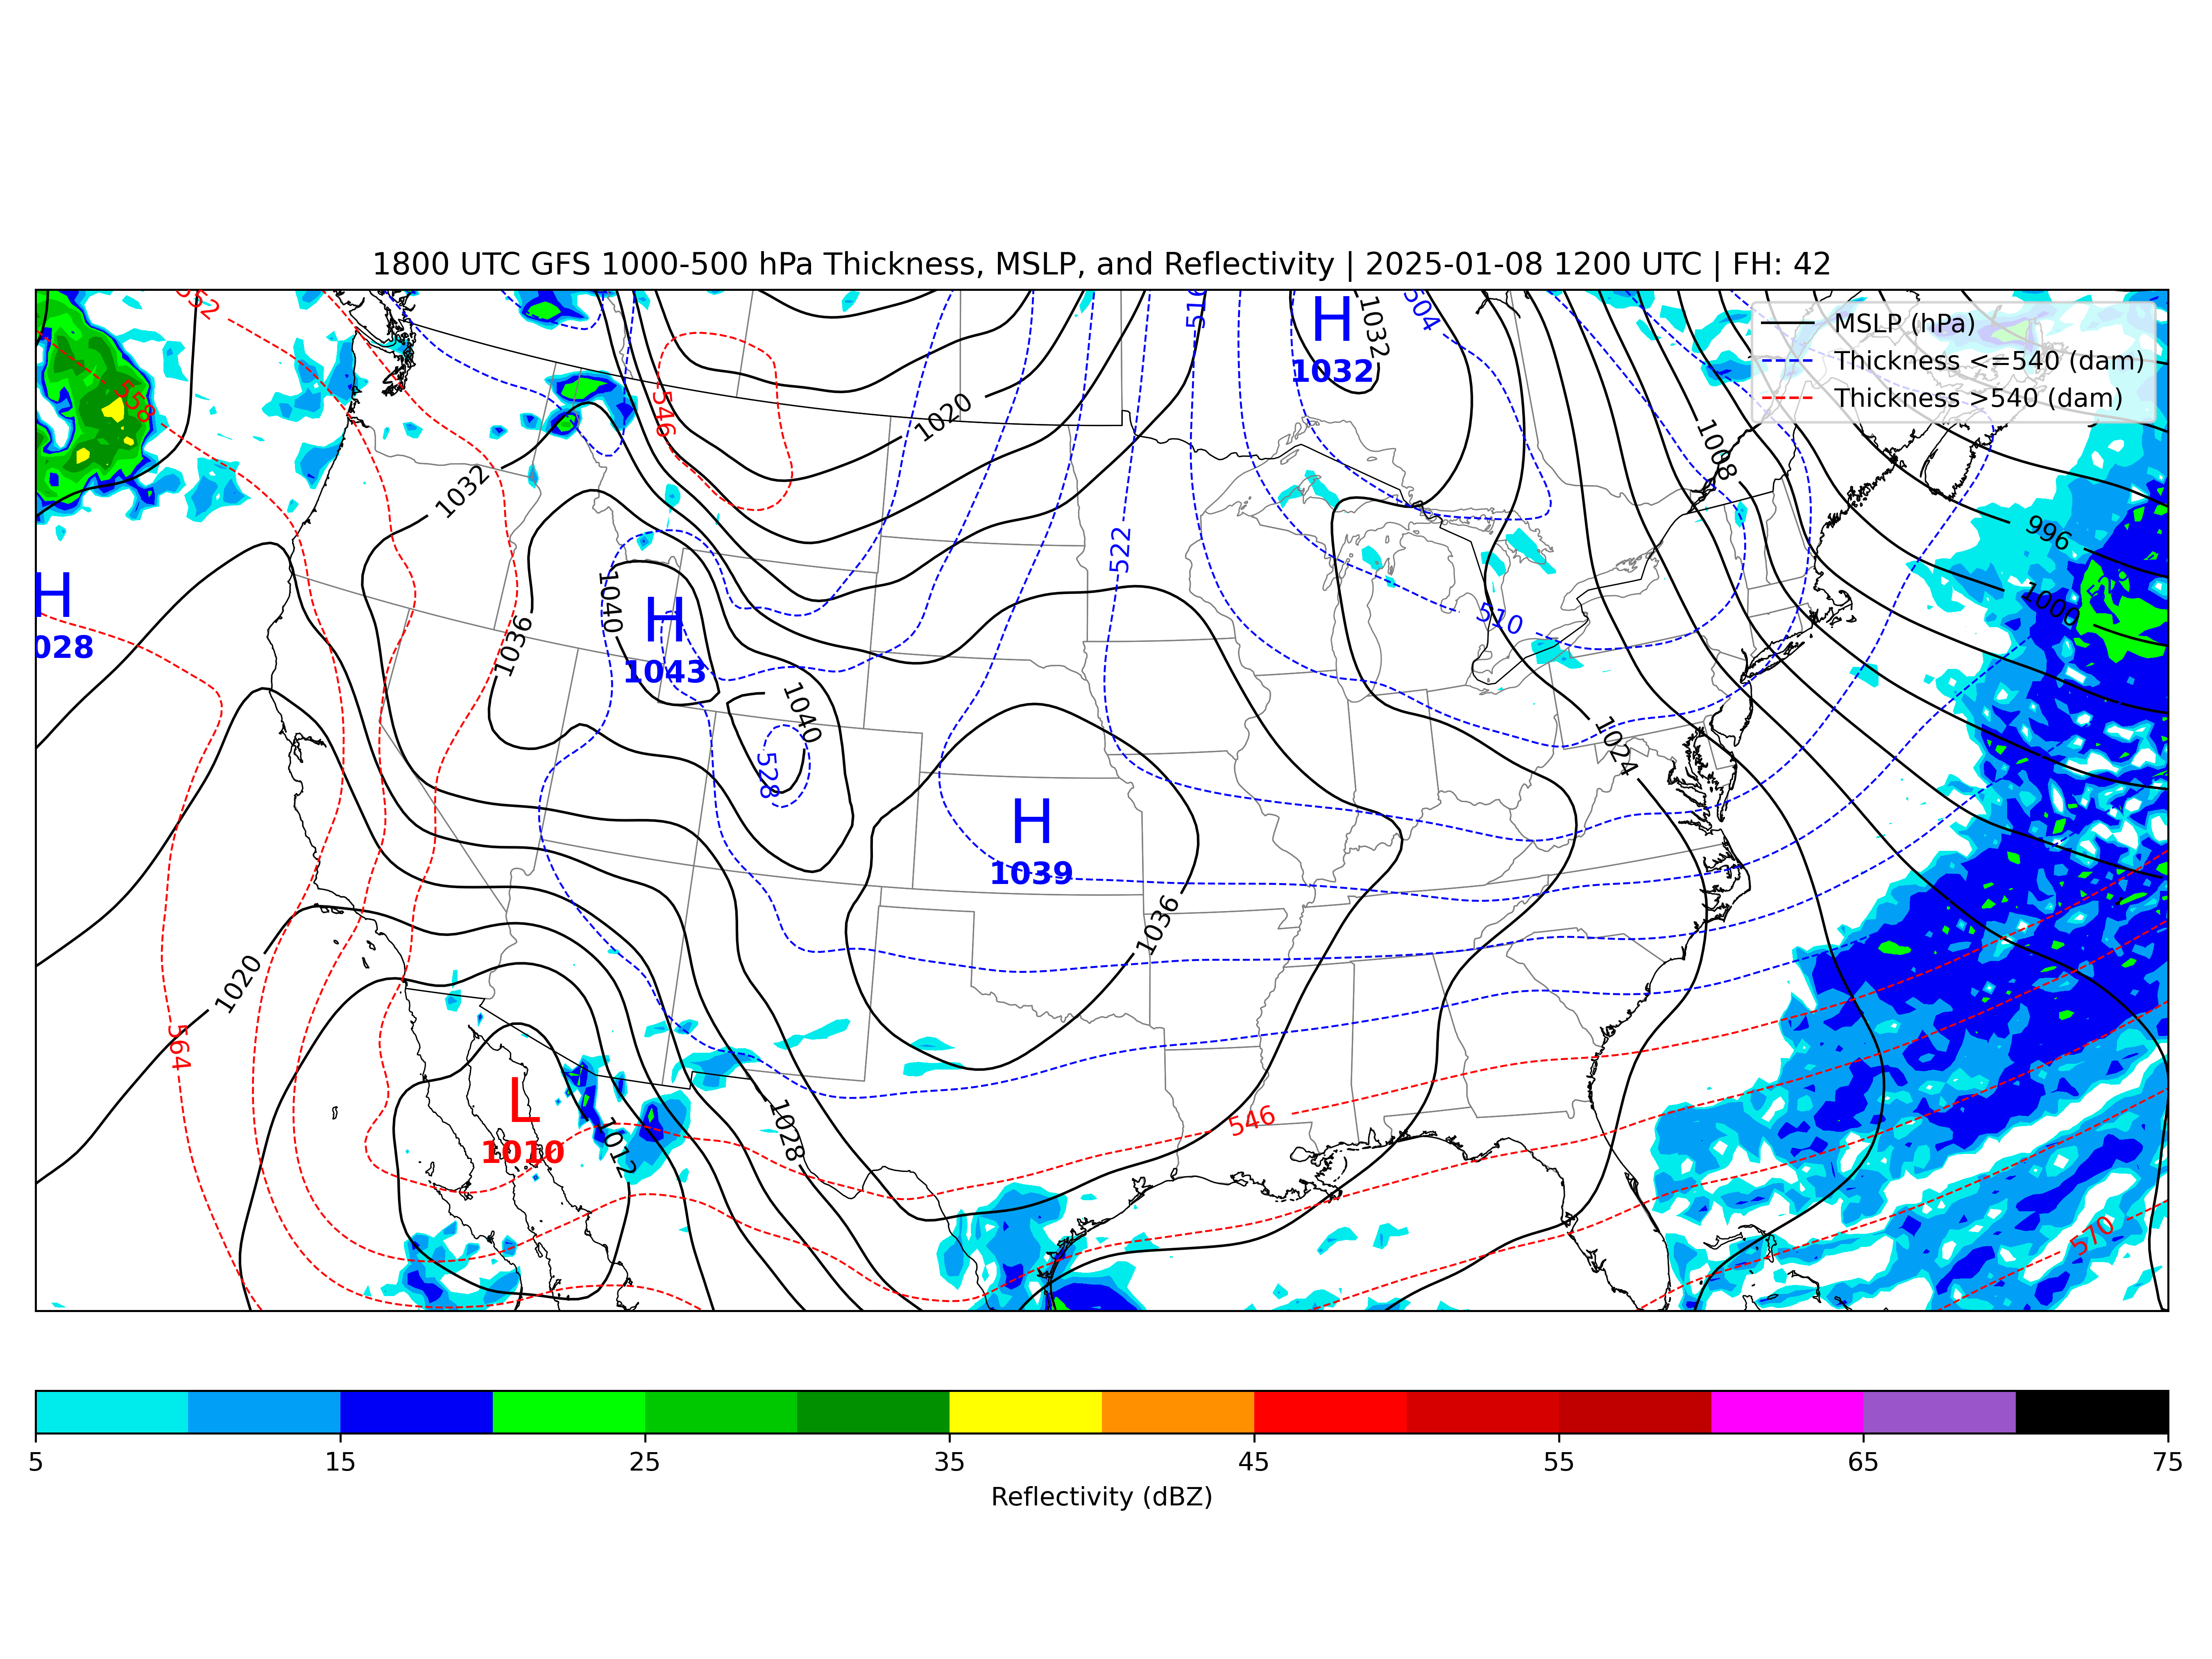 1800 UTC GFS 1000-500 hPa Thickness, MSLP, and Reflectivity | 2025-01-08 1200 UTC | FH: 42
MSLP (hPa)
Thickness <=540 (dam)
Thickness >540 (dam)
552
558
546
1020
1032
516
H
1032
1032
504
1008
996
1000
H
028
1032
1036
1040
H
1043
1040
528
522
510
1024
H
1039
1036
1020
564
L
1010
1012
1028
546
570
5 15 25 35 45 55 65 75
Reflectivity (dBZ)